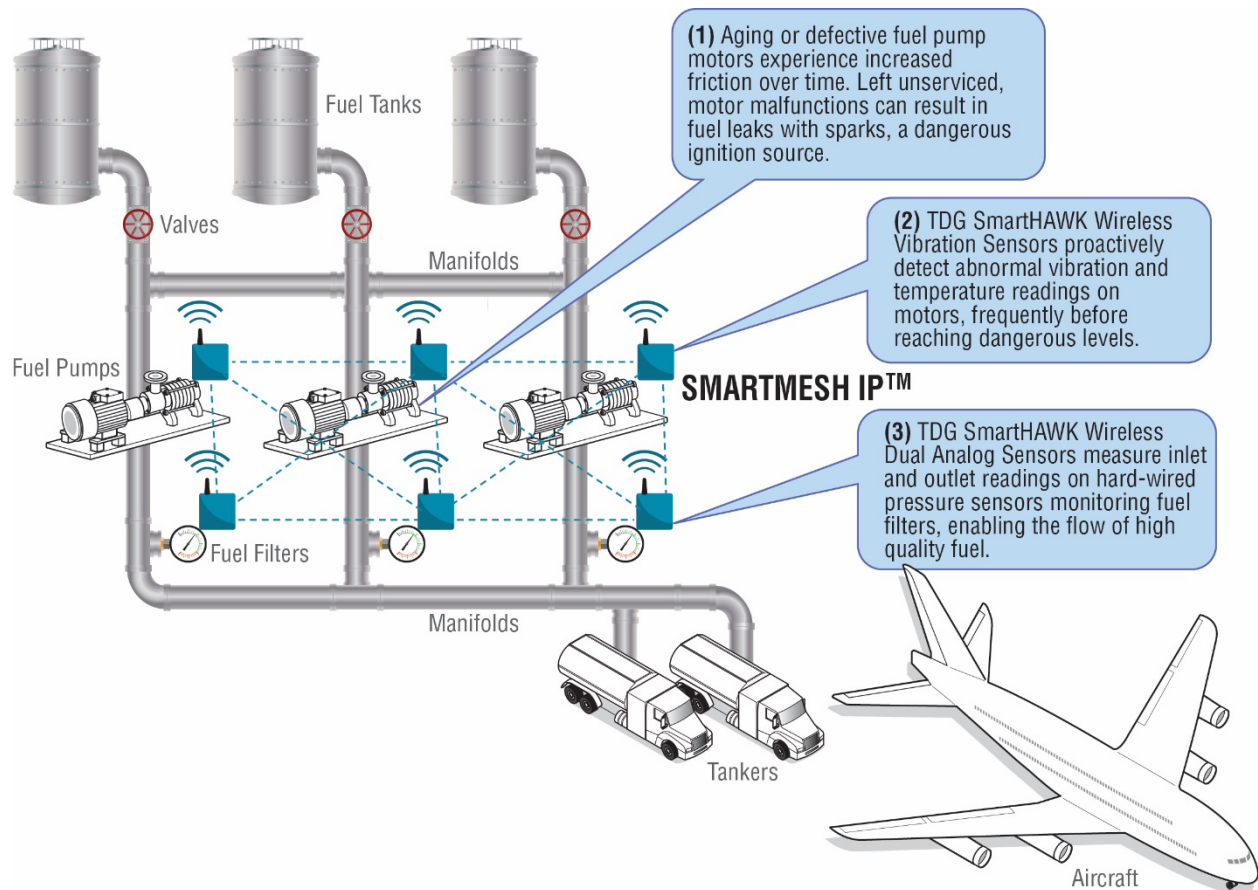 (1) Aging or defective fuel pump
motors experience increased
friction over time. Left unserviced,
motor malfunctions can result in
fuel leaks with sparks, a dangerous
ignition source.
Fuel Tanks
Valves
(2) TDG SmartHAWK Wireless
Vibration Sensors proactively
detect abnormal vibration and
temperature readings on
motors, frequently before
reaching dangerous levels.
Manifolds
Fuel Pumps
SMARTMESH IP™
(3) TDG SmartHAWK Wireless
Dual Analog Sensors measure inlet
and outlet readings on hard-wired
pressure sensors monitoring fuel
filters, enabling the flow of high
quality fuel.
Fuel Filters
Manifolds
Tankers
Aircraft